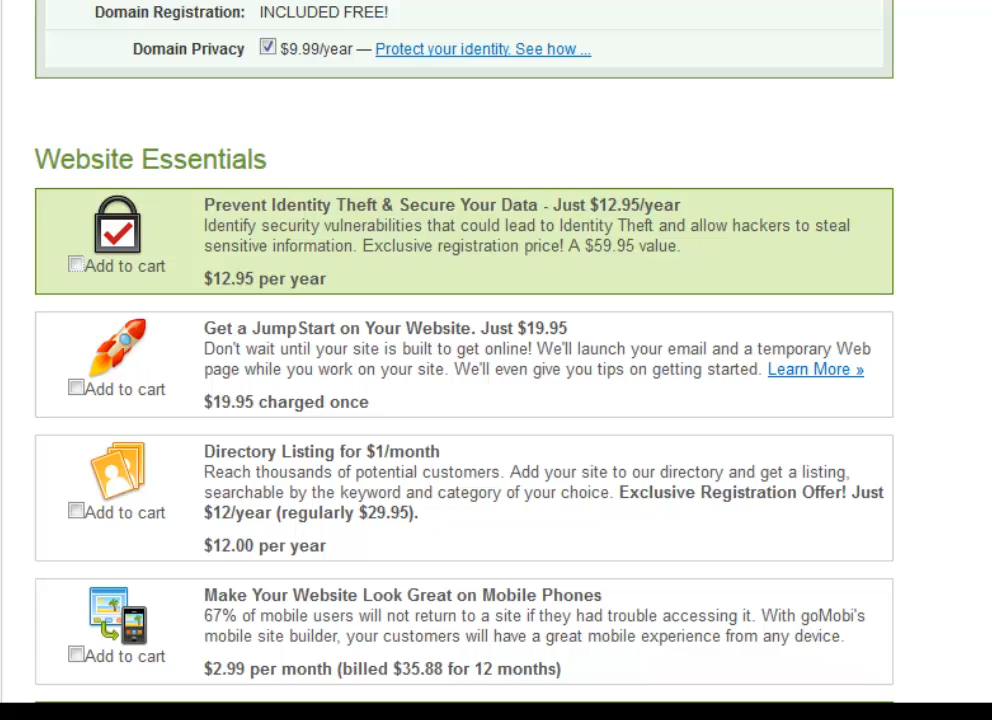 Domain Registration: INCLUDED FREE!
Domain Privacy $9.99/year — Protect your identity. See how ...
Website Essentials
Prevent Identity Theft & Secure Your Data - Just $12.95/year
Identify security vulnerabilities that could lead to Identity Theft and allow hackers to steal
sensitive information. Exclusive registration price! A $59.95 value.
Add to cart
$12.95 per year
Get a JumpStart on Your Website. Just $19.95
Don't wait until your site is built to get online! We'll launch your email and a temporary Web
page while you work on your site. We'll even give you tips on getting started. Learn More »
Add to cart
$19.95 charged once
Directory Listing for $1/month
Reach thousands of potential customers. Add your site to our directory and get a listing,
searchable by the keyword and category of your choice. Exclusive Registration Offer! Just
$12/year (regularly $29.95).
Add to cart
$12.00 per year
Make Your Website Look Great on Mobile Phones
67% of mobile users will not return to a site if they had trouble accessing it. With goMobi's
mobile site builder, your customers will have a great mobile experience from any device.
Add to cart
$2.99 per month (billed $35.88 for 12 months)